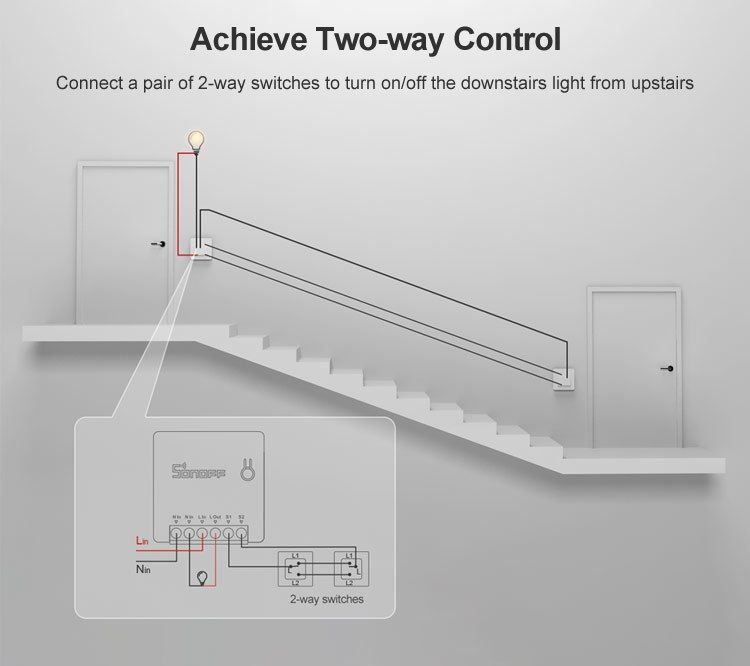 Achieve Two-way Control
Connect a pair of 2-way switches to turn on/off the downstairs light from upstairs
SONOFF
N In N In L In L Out S1 S2
Lin
Nin
L1 L1
L L
L2 L2
2-way switches